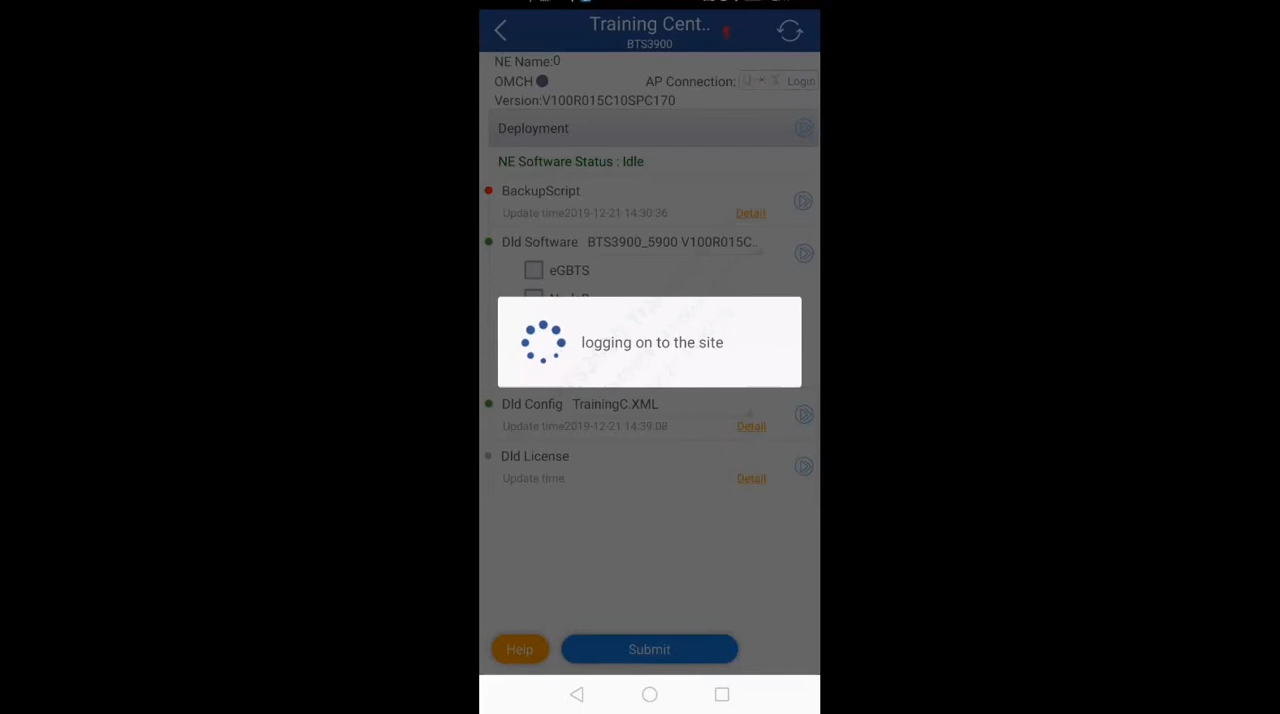 Training Cent..
BTS3900
NE Name:0
OMCH
AP Connection:
Login
Version:V100R015C10SPC170
Deployment
NE Software Status : Idle
BackupScript
Update time2019-12-21 14:30:36
Detail
Dld Software BTS3900_5900 V100R015C..
eGBTS
logging on to the site
Dld Config TrainingC.XML
Update time2019-12-21 14:39:08
Detail
Dld License
Update time
Detail
Help
Submit